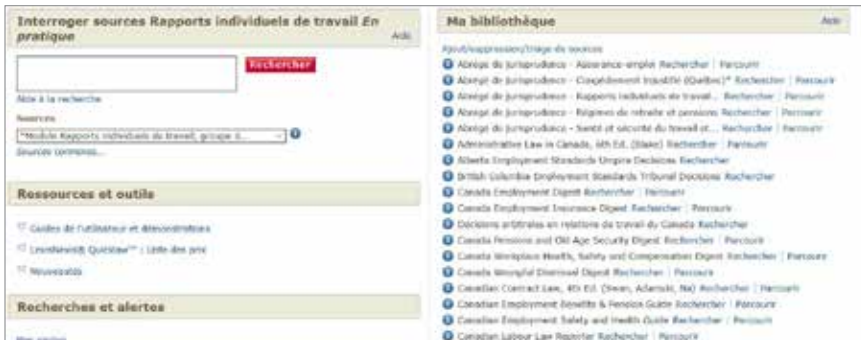 Interroger sources Rapports individuels de travail En
pratique
Aide
Rechercher
Aide à la recherche
Sources
*Module Rapports individuels de travail, groupe
Sources connexes...
Ressources et outils
Guides de l'utilisateur et démonstrations
LexisNexis® Quicklaw™ : Liste des prix
Nouveautés
Recherches et alertes
Ma bibliothèque
Aide
Ajout/suppression/triage de sources
Abrégé de jurisprudence - Assurance-emploi Rechercher | Parcourir
Abrégé de jurisprudence - Congédiement injustifié (Québec)* Rechercher | Parcourir
Abrégé de jurisprudence - Rapports individuels de travail... Rechercher | Parcourir
Abrégé de jurisprudence - Régimes de retraite et pensions Rechercher | Parcourir
Abrégé de jurisprudence - Santé et sécurité du travail et... Rechercher | Parcourir
Administrative Law in Canada, 6th Ed. (Blake) Rechercher | Parcourir
Alberta Employment Standards Umpire Decisions Rechercher
British Columbia Employment Standards Tribunal Decisions Rechercher
Canada Employment Digest Rechercher | Parcourir
Canada Employment Insurance Digest Rechercher | Parcourir
Décisions arbitrales en relations de travail du Canada Rechercher
Canada Pensions and Old Age Security Digest Rechercher | Parcourir
Canada Workplace Health, Safety and Compensation Digest Rechercher | Parcourir
Canada Wrongful Dismissal Digest Rechercher | Parcourir
Canadian Contract Law, 4th Ed. (Swan, Adamski, Na) Rechercher | Parcourir
Canadian Employment Benefits & Pension Guide Rechercher | Parcourir
Canadian Employment Safety and Health Guide Rechercher | Parcourir
Canadian Labour Law Reporter Rechercher | Parcourir